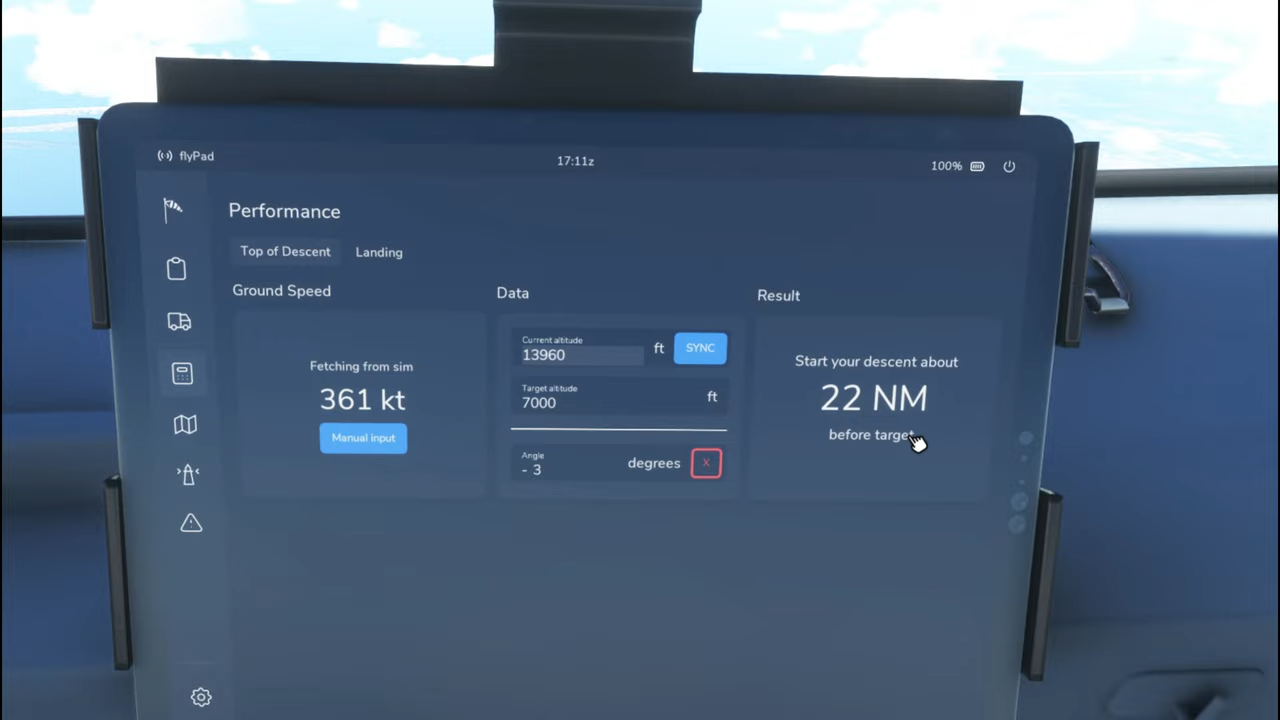 flyPad
17:11z
100%
Performance
Top of Descent
Landing
Ground Speed
Fetching from sim
361 kt
Manual input
Data
Current altitude
13960
ft
SYNC
Target altitude
7000
ft
Angle
- 3
degrees
X
Result
Start your descent about
22 NM
before target